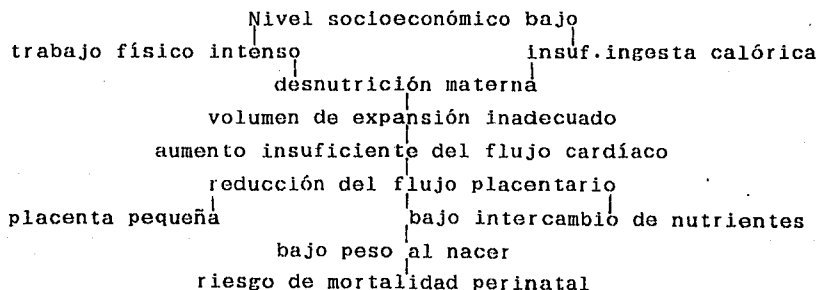 Nivel socioeconómico bajo
trabajo físico intenso insuf.ingesta calórica
desnutrición materna
volumen de expansión inadecuado
aumento insuficiente del flujo cardíaco
reducción del flujo placentario
placenta pequeña bajo intercambio de nutrientes
bajo peso al nacer
riesgo de mortalidad perinatal